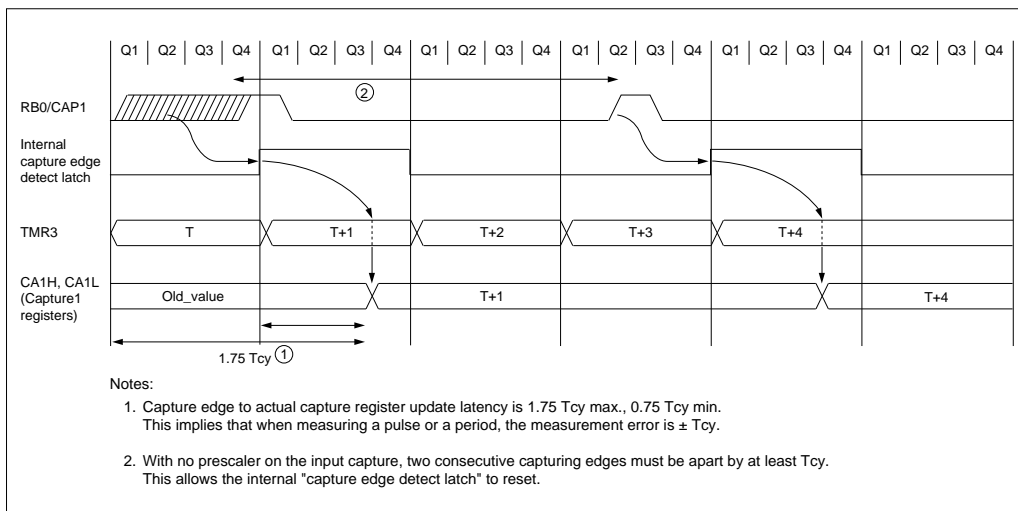 Q1 Q2 Q3 Q4 Q1 Q2 Q3 Q4 Q1 Q2 Q3 Q4 Q1 Q2 Q3 Q4 Q1 Q2 Q3 Q4 Q1 Q2 Q3 Q4
2
RB0/CAP1
Internal
capture edge
detect latch
TMR3 T T+1 T+2 T+3 T+4
CA1H, CA1L
(Capture1
registers)
Old_value T+1 T+4
1.75 Tcy 1
Notes:
1. Capture edge to actual capture register update latency is 1.75 Tcy max., 0.75 Tcy min.
This implies that when measuring a pulse or a period, the measurement error is ± Tcy.
2. With no prescaler on the input capture, two consecutive capturing edges must be apart by at least Tcy.
This allows the internal "capture edge detect latch" to reset.